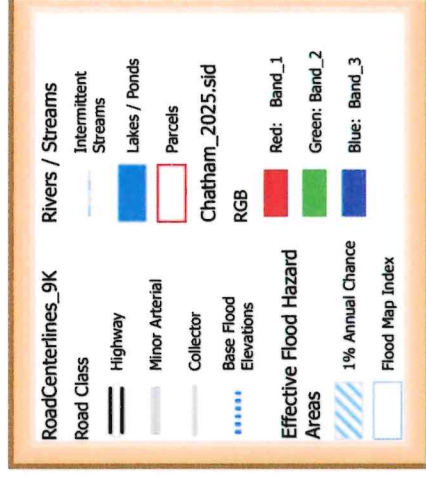 RoadCenterlines_9K
Road Class
Highway
Minor Arterial
Collector
Base Flood
Elevations
Effective Flood Hazard
Areas
1% Annual Chance
Flood Map Index
Rivers / Streams
Intermittent
Streams
Lakes / Ponds
Parcels
Chatham_2025.sid
RGB
Red: Band_1
Green: Band_2
Blue: Band_3